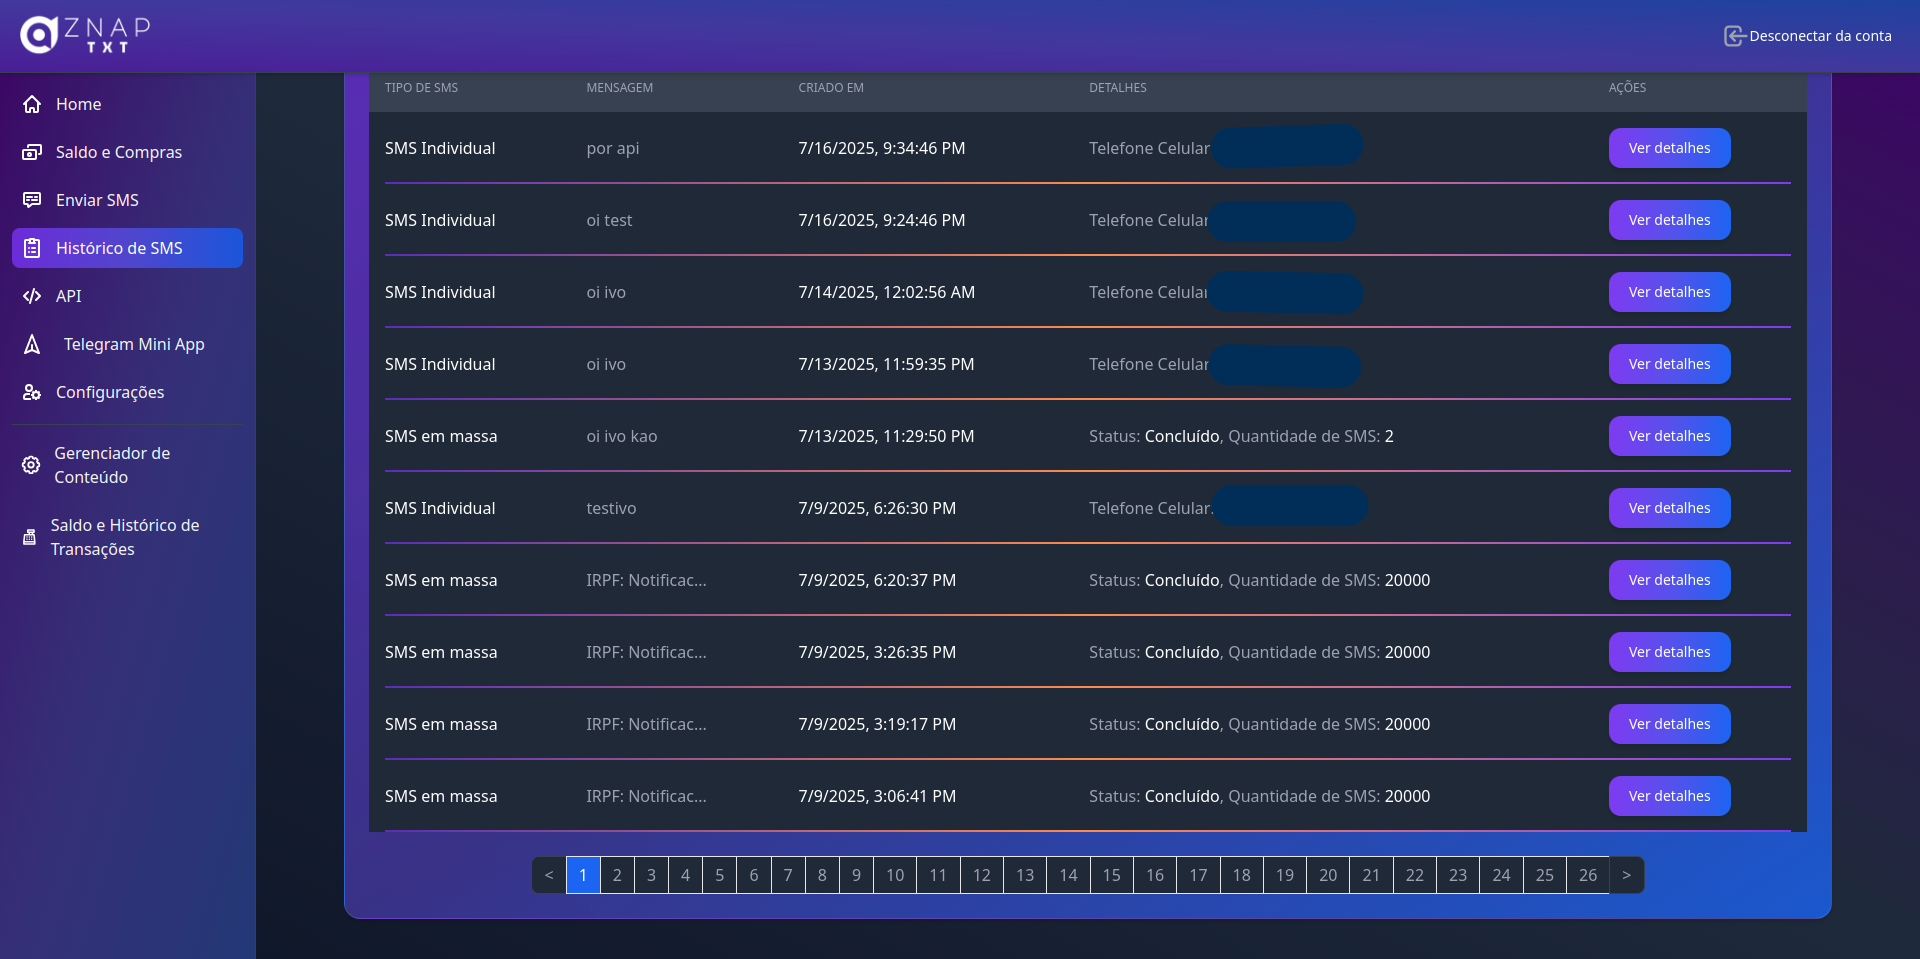 ZNAP
TXT
Desconectar da conta
Home
Saldo e Compras
Enviar SMS
Histórico de SMS
API
Telegram Mini App
Configurações
Gerenciador de
Conteúdo
Saldo e Histórico de
Transações
TIPO DE SMS MENSAGEM CRIADO EM DETALHES AÇÕES
SMS Individual por api 7/16/2025, 9:34:46 PM Telefone Celular Ver detalhes
SMS Individual oi test 7/16/2025, 9:24:46 PM Telefone Celular Ver detalhes
SMS Individual oi ivo 7/14/2025, 12:02:56 AM Telefone Celular Ver detalhes
SMS Individual oi ivo 7/13/2025, 11:59:35 PM Telefone Celular Ver detalhes
SMS em massa oi ivo kao 7/13/2025, 11:29:50 PM Status: Concluído, Quantidade de SMS: 2 Ver detalhes
SMS Individual testivo 7/9/2025, 6:26:30 PM Telefone Celular: Ver detalhes
SMS em massa IRPF: Notificac... 7/9/2025, 6:20:37 PM Status: Concluído, Quantidade de SMS: 20000 Ver detalhes
SMS em massa IRPF: Notificac... 7/9/2025, 3:26:35 PM Status: Concluído, Quantidade de SMS: 20000 Ver detalhes
SMS em massa IRPF: Notificac... 7/9/2025, 3:19:17 PM Status: Concluído, Quantidade de SMS: 20000 Ver detalhes
SMS em massa IRPF: Notificac... 7/9/2025, 3:06:41 PM Status: Concluído, Quantidade de SMS: 20000 Ver detalhes
< 1 2 3 4 5 6 7 8 9 10 11 12 13 14 15 16 17 18 19 20 21 22 23 24 25 26 >